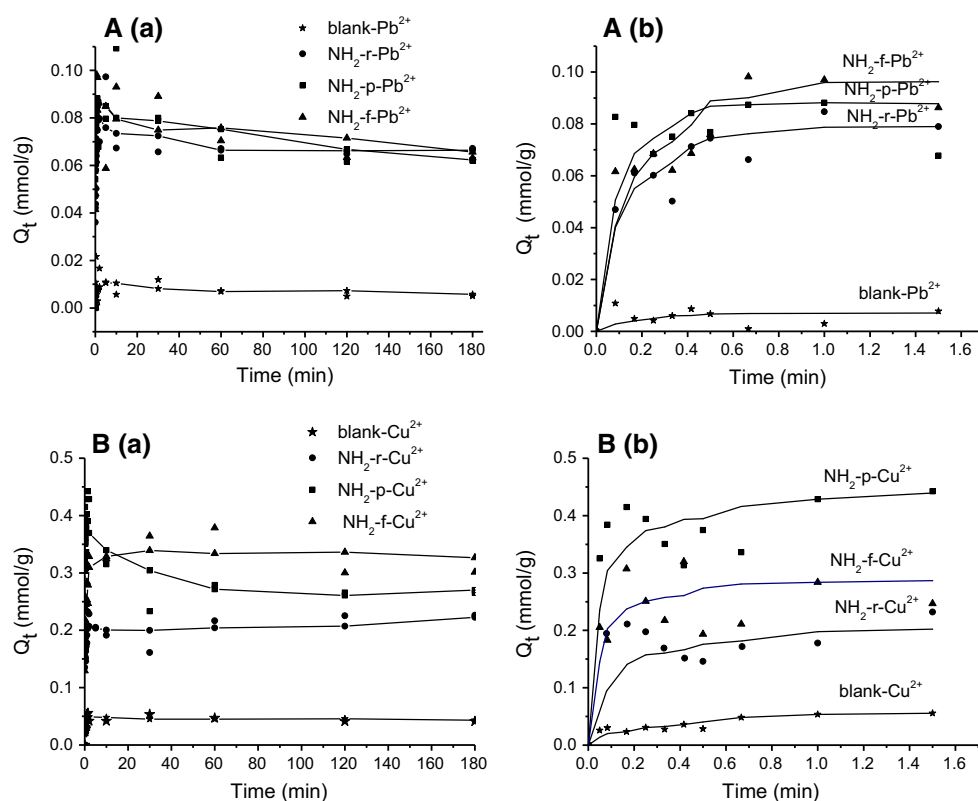 A (a)
blank-Pb²⁺
NH₂-r-Pb²⁺
NH₂-p-Pb²⁺
NH₂-f-Pb²⁺
0.10
0.08
0.06
0.04
0.02
0.00
Qt (mmol/g)
0 20 40 60 80 100 120 140 160 180
Time (min)
A (b)
NH₂-f-Pb²⁺
NH₂-p-Pb²⁺
NH₂-r-Pb²⁺
blank-Pb²⁺
0.10
0.08
0.06
0.04
0.02
0.00
Qt (mmol/g)
0.0 0.2 0.4 0.6 0.8 1.0 1.2 1.4 1.6
Time (min)
B (a)
blank-Cu²⁺
NH₂-r-Cu²⁺
NH₂-p-Cu²⁺
NH₂-f-Cu²⁺
0.5
0.4
0.3
0.2
0.1
0.0
Qt (mmol/g)
0 20 40 60 80 100 120 140 160 180
Time (min)
B (b)
NH₂-p-Cu²⁺
NH₂-f-Cu²⁺
NH₂-r-Cu²⁺
blank-Cu²⁺
0.5
0.4
0.3
0.2
0.1
0.0
Qt (mmol/g)
0.0 0.2 0.4 0.6 0.8 1.0 1.2 1.4 1.6
Time (min)